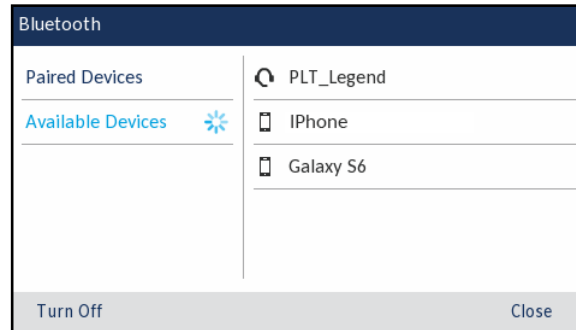 Bluetooth
Paired Devices
Available Devices
PLT_Legend
IPhone
Galaxy S6
Turn Off
Close